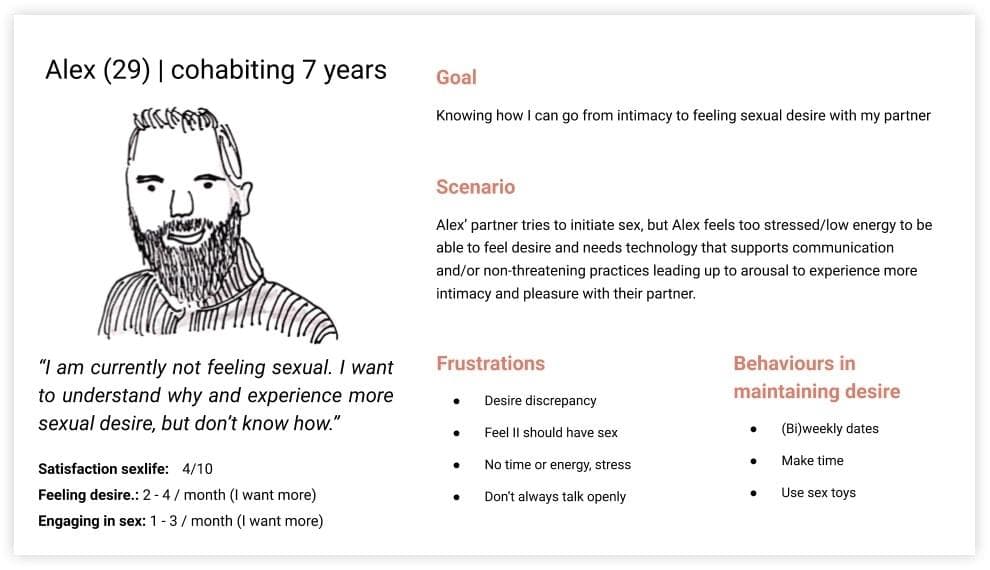 Alex (29) | cohabiting 7 years
“I am currently not feeling sexual. I want
to understand why and experience more
sexual desire, but don’t know how.”
Satisfaction sexlife: 4/10
Feeling desire.: 2 - 4 / month (I want more)
Engaging in sex: 1 - 3 / month (I want more)
Goal
Knowing how I can go from intimacy to feeling sexual desire with my partner
Scenario
Alex’ partner tries to initiate sex, but Alex feels too stressed/low energy to be
able to feel desire and needs technology that supports communication
and/or non-threatening practices leading up to arousal to experience more
intimacy and pleasure with their partner.
Frustrations
● Desire discrepancy
● Feel II should have sex
● No time or energy, stress
● Don’t always talk openly
Behaviours in
maintaining desire
● (Bi)weekly dates
● Make time
● Use sex toys